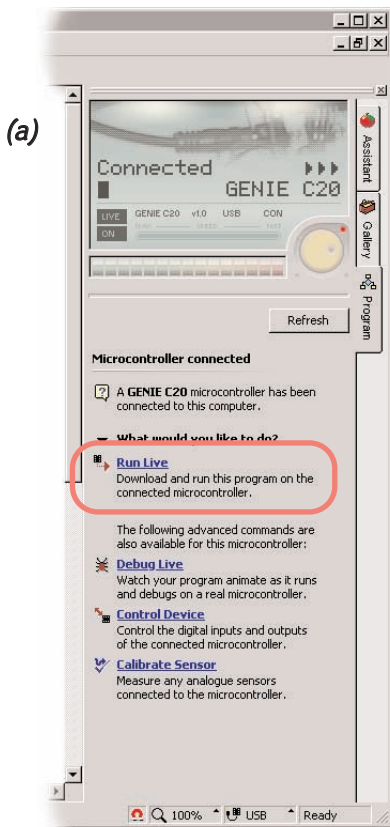 (a)
Connected
GENIE C20
LIVE
GENIE C20 v1.0 USB CON
ON
Assistant
Gallery
Program
Refresh
Microcontroller connected
A GENIE C20 microcontroller has been
connected to this computer.
What would you like to do?
Run Live
Download and run this program on the
connected microcontroller.
The following advanced commands are
also available for this microcontroller:
Debug Live
Watch your program animate as it runs
and debugs on a real microcontroller.
Control Device
Control the digital inputs and outputs
of the connected microcontroller.
Calibrate Sensor
Measure any analogue sensors
connected to the microcontroller.
100% USB Ready